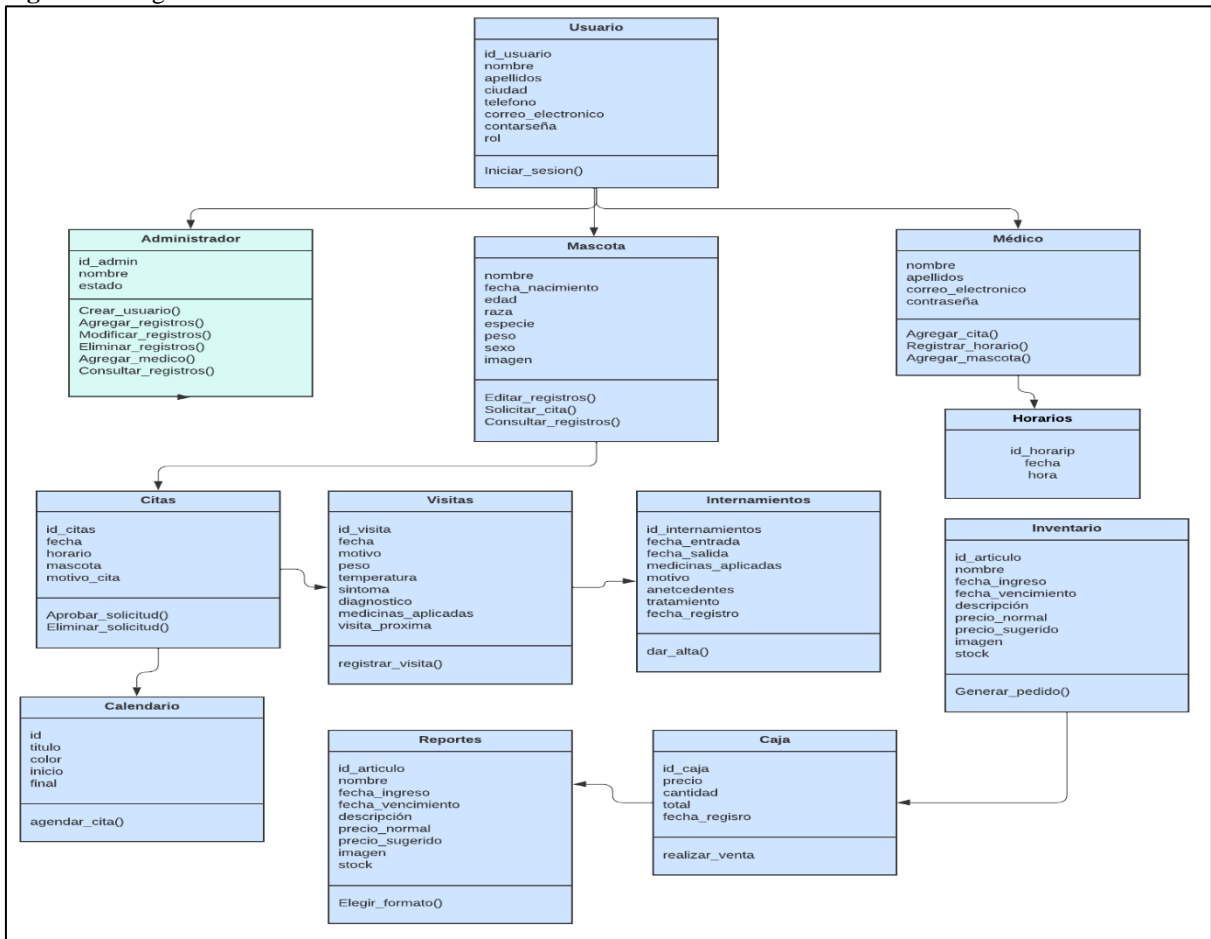 Usuario
id_usuario
nombre
apellidos
ciudad
telefono
correo_electronico
contarseña
rol
Iniciar_sesion()
Administrador
id_admin
nombre
estado
Crear_usuario()
Agregar_registros()
Modificar_registros()
Eliminar_registros()
Agregar_medico()
Consultar_registros()
Mascota
nombre
fecha_nacimiento
edad
raza
especie
peso
sexo
imagen
Editar_registros()
Solicitar_cita()
Consultar_registros()
Médico
nombre
apellidos
correo_electronico
contraseña
Agregar_cita()
Registrar_horario()
Agregar_mascota()
Horarios
id_horarip
fecha
hora
Citas
id_citas
fecha
horario
mascota
motivo_cita
Aprobar_solicitud()
Eliminar_solicitud()
Visitas
id_visita
fecha
motivo
peso
temperatura
sintoma
diagnostico
medicinas_aplicadas
visita_proxima
registrar_visita()
Internamientos
id_internamientos
fecha_entrada
fecha_salida
medicinas_aplicadas
motivo
anetcedentes
tratamiento
fecha_registro
dar_alta()
Inventario
id_articulo
nombre
fecha_ingreso
fecha_vencimiento
descripción
precio_normal
precio_sugerido
imagen
stock
Generar_pedido()
Calendario
id
titulo
color
inicio
final
agendar_cita()
Reportes
id_articulo
nombre
fecha_ingreso
fecha_vencimiento
descripción
precio_normal
precio_sugerido
imagen
stock
Elegir_formato()
Caja
id_caja
precio
cantidad
total
fecha_regisro
realizar_venta